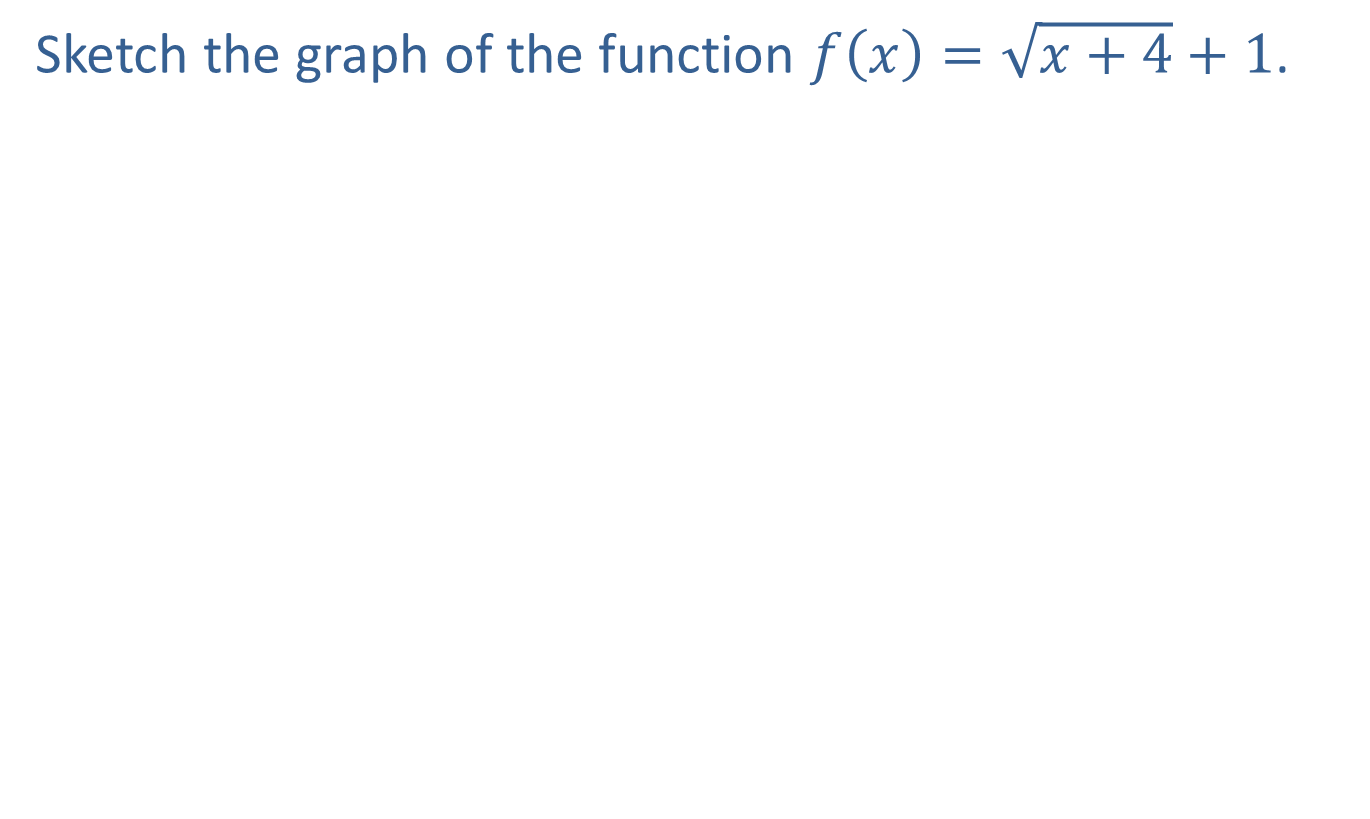 Sketch the graph of the function f(x) = √(x + 4) + 1.